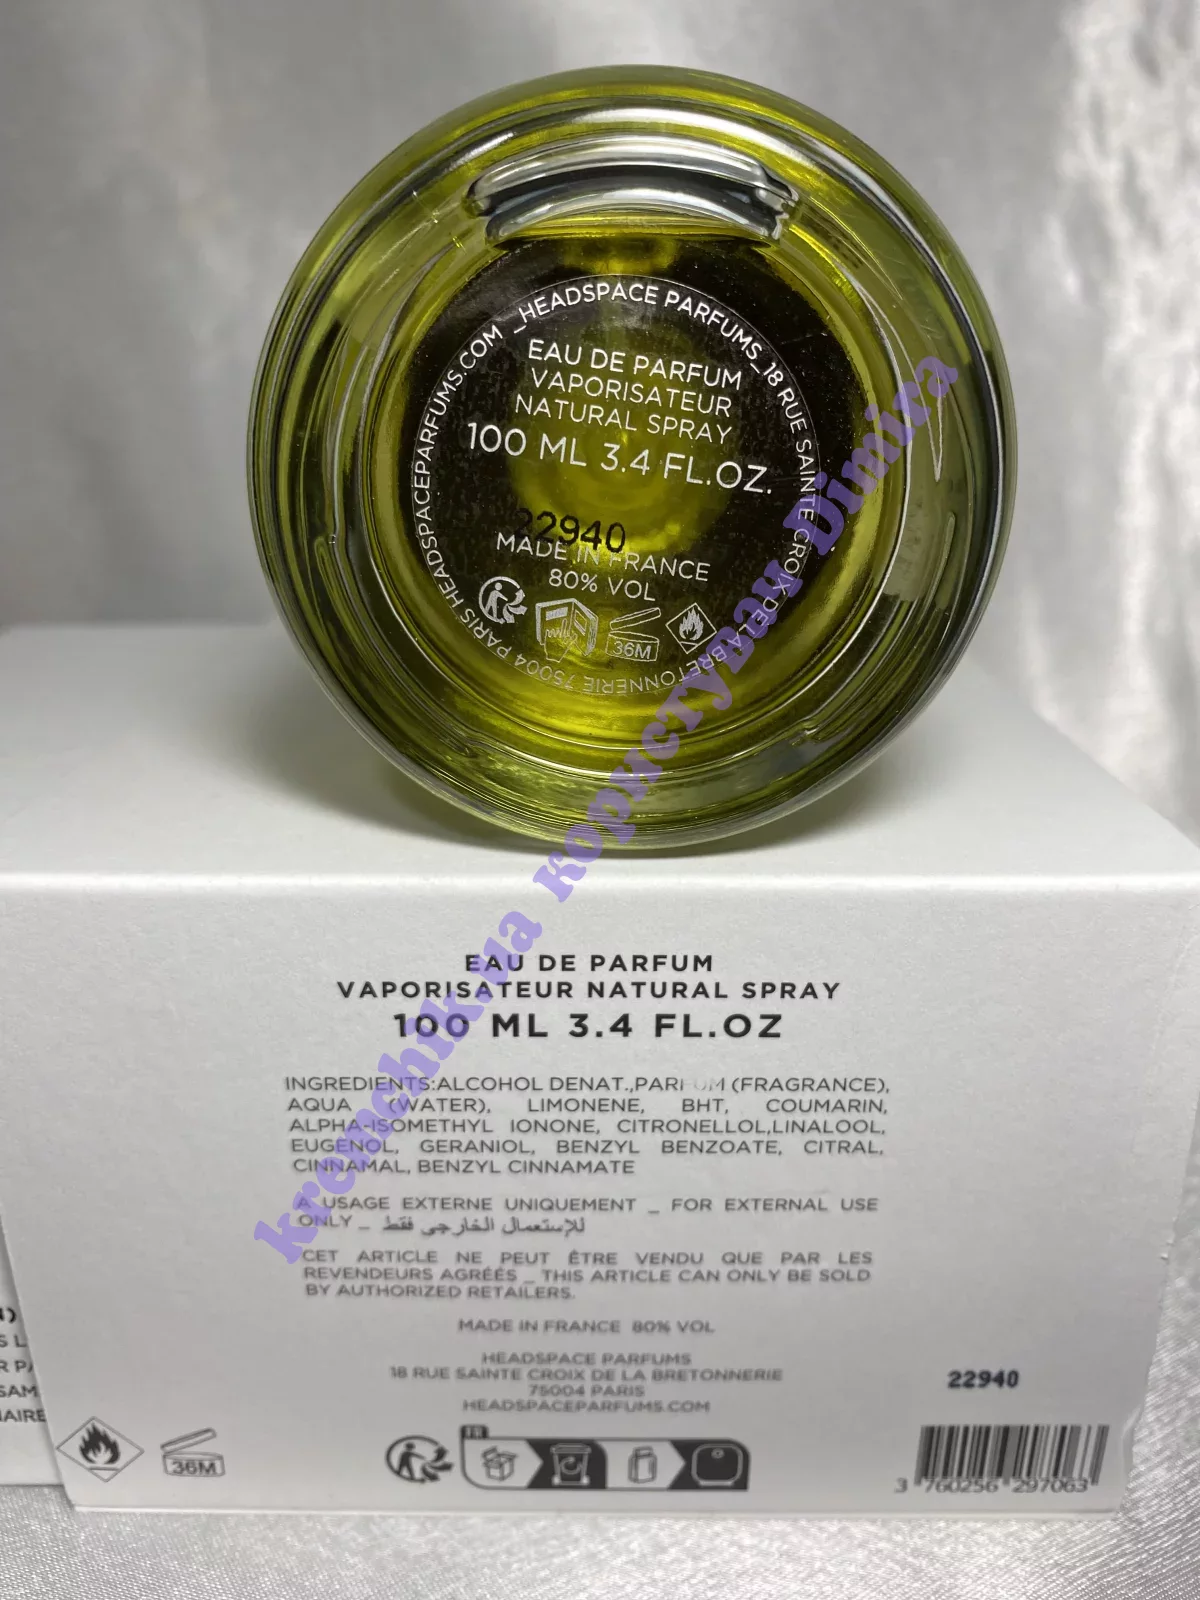 _HEADSPACE PARFUMS_18 RUE SAINTE CROIX DE LA BRETONNERIE 75004 PARIS HEADSPACEPARFUMS.COM
EAU DE PARFUM
VAPORISATEUR
NATURAL SPRAY
100 ML 3.4 FL.OZ.
22940
MADE IN FRANCE
80% VOL
36M
kremchik.ua користувач Dimira
EAU DE PARFUM
VAPORISATEUR NATURAL SPRAY
100 ML 3.4 FL.OZ
INGREDIENTS:ALCOHOL DENAT.,PARFUM (FRAGRANCE),
AQUA (WATER), LIMONENE, BHT, COUMARIN,
ALPHA-ISOMETHYL IONONE, CITRONELLOL,LINALOOL,
EUGENOL, GERANIOL, BENZYL BENZOATE, CITRAL,
CINNAMAL, BENZYL CINNAMATE
A USAGE EXTERNE UNIQUEMENT _ FOR EXTERNAL USE
ONLY _ للإستعمال الخارجي فقط
CET ARTICLE NE PEUT ÊTRE VENDU QUE PAR LES
REVENDEURS AGRÉÉS _ THIS ARTICLE CAN ONLY BE SOLD
BY AUTHORIZED RETAILERS.
MADE IN FRANCE 80% VOL
HEADSPACE PARFUMS
18 RUE SAINTE CROIX DE LA BRETONNERIE
75004 PARIS
HEADSPACEPARFUMS.COM
22940
36M
FR
3 760256 297063